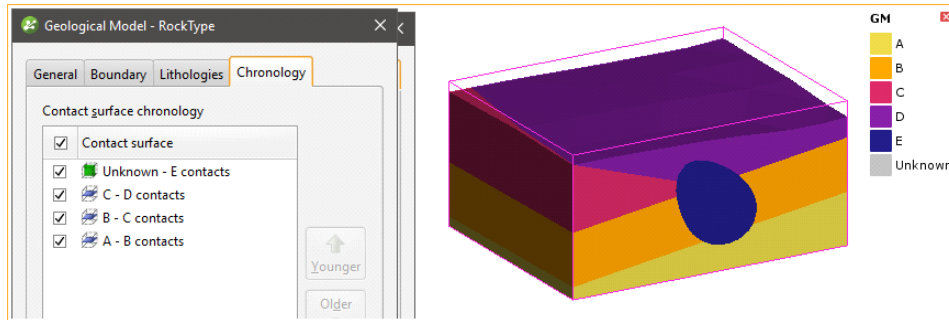 Geological Model - RockType
General Boundary Lithologies Chronology
Contact surface chronology
Contact surface
Unknown - E contacts
C - D contacts
B - C contacts
A - B contacts
Younger
Older
GM
A
B
C
D
E
Unknown